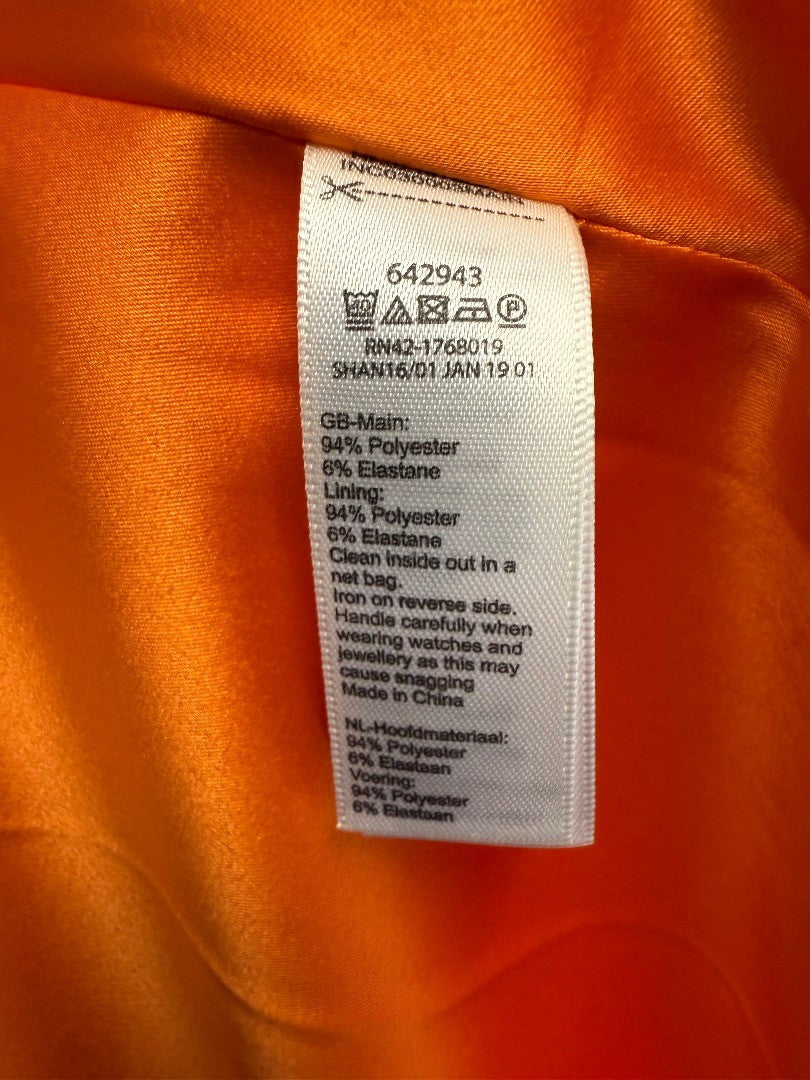 642943
40 P
RN42-1768019
SHAN16/01 JAN 19 01
GB-Main:
94% Polyester
6% Elastane
Lining:
94% Polyester
6% Elastane
Clean inside out in a
net bag.
Iron on reverse side.
Handle carefully when
wearing watches and
jewellery as this may
cause snagging
Made in China
NL-Hoofdmateriaal:
94% Polyester
6% Elastaan
Voering:
94% Polyester
6% Elastaan